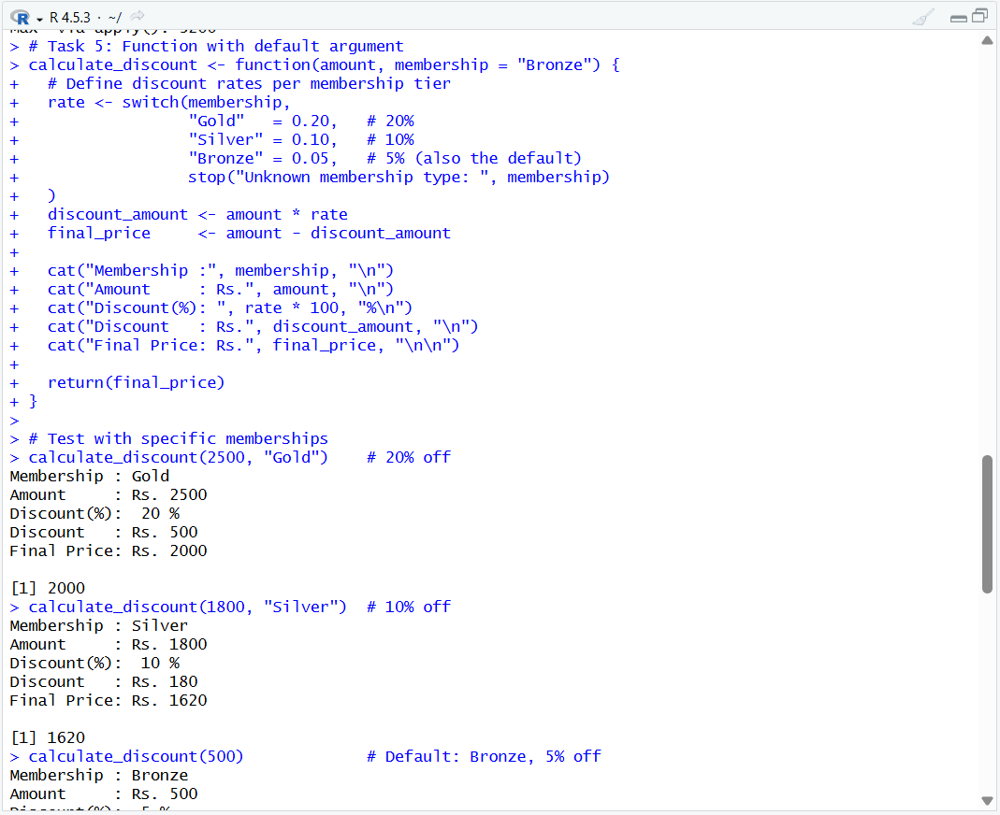 R 4.5.3 · ~/
Max via apply(): 5200
> # Task 5: Function with default argument
> calculate_discount <- function(amount, membership = "Bronze") {
+   # Define discount rates per membership tier
+   rate <- switch(membership,
+                  "Gold"   = 0.20,   # 20%
+                  "Silver" = 0.10,   # 10%
+                  "Bronze" = 0.05,   # 5% (also the default)
+                  stop("Unknown membership type: ", membership)
+   )
+   discount_amount <- amount * rate
+   final_price     <- amount - discount_amount
+
+   cat("Membership :", membership, "\n")
+   cat("Amount     : Rs.", amount, "\n")
+   cat("Discount(%): ", rate * 100, "%\n")
+   cat("Discount   : Rs.", discount_amount, "\n")
+   cat("Final Price: Rs.", final_price, "\n\n")
+
+   return(final_price)
+ }
>
> # Test with specific memberships
> calculate_discount(2500, "Gold")    # 20% off
Membership : Gold
Amount     : Rs. 2500
Discount(%):  20 %
Discount   : Rs. 500
Final Price: Rs. 2000

[1] 2000
> calculate_discount(1800, "Silver")  # 10% off
Membership : Silver
Amount     : Rs. 1800
Discount(%):  10 %
Discount   : Rs. 180
Final Price: Rs. 1620

[1] 1620
> calculate_discount(500)             # Default: Bronze, 5% off
Membership : Bronze
Amount     : Rs. 500
Discount(%):  5 %